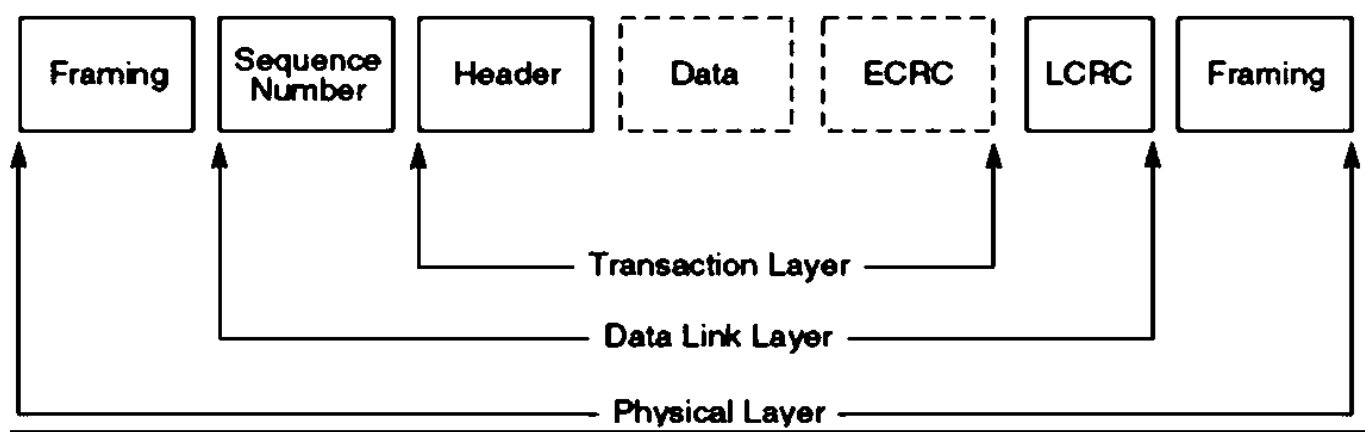 Framing
Sequence
Number
Header
Data
ECRC
LCRC
Framing
Transaction Layer
Data Link Layer
Physical Layer